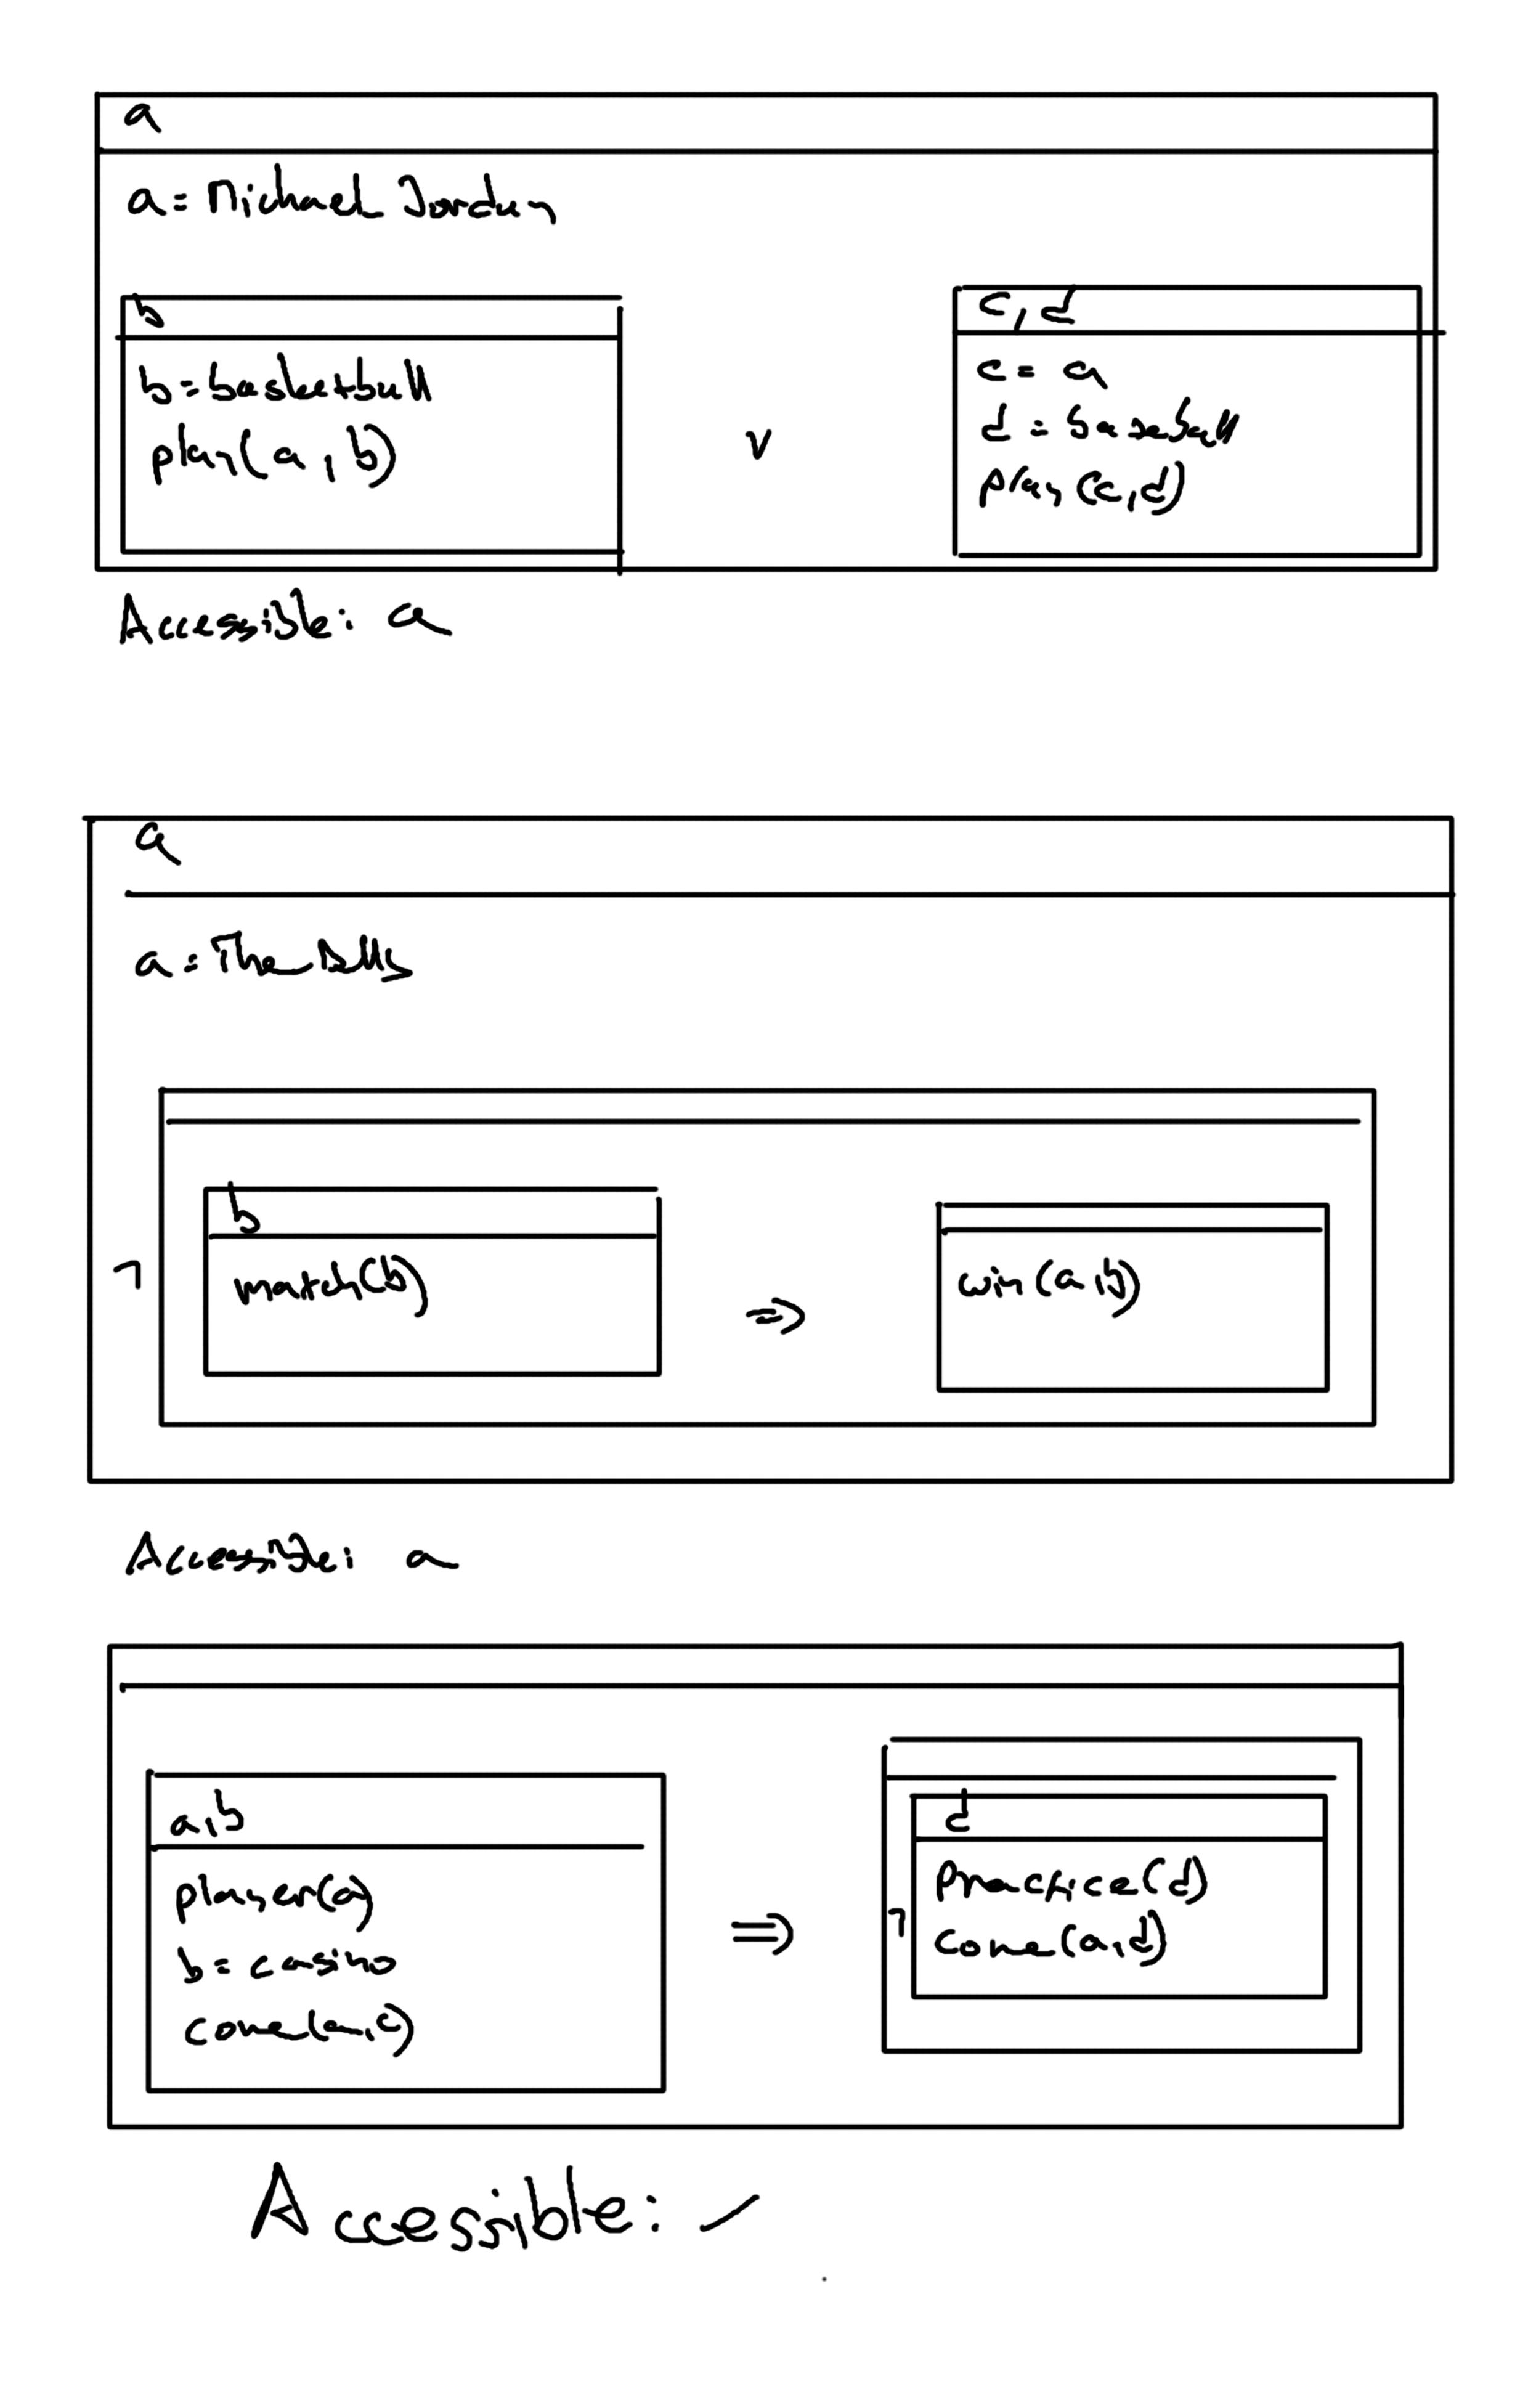 a
a = Michael Jordan
b
b = basketball
play(a,b)
v
c, d
c = a
d = baseball
play(c,d)
Accessible: a
a
a = The Bulls
¬
b
match(b)
⇒
win(a,b)
Accessible: a
a,b
player(a)
b = casino
come(a,c)
⇒
¬
d
practice(d)
come(a,d)
Accessible: –